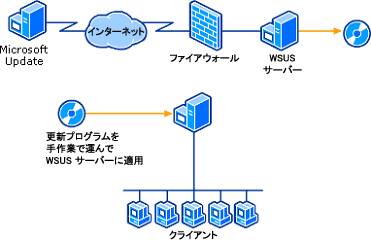 Microsoft
Update
インターネット
ファイアウォール
WSUS
サーバー
更新プログラムを
手作業で運んで
WSUS サーバーに適用
クライアント